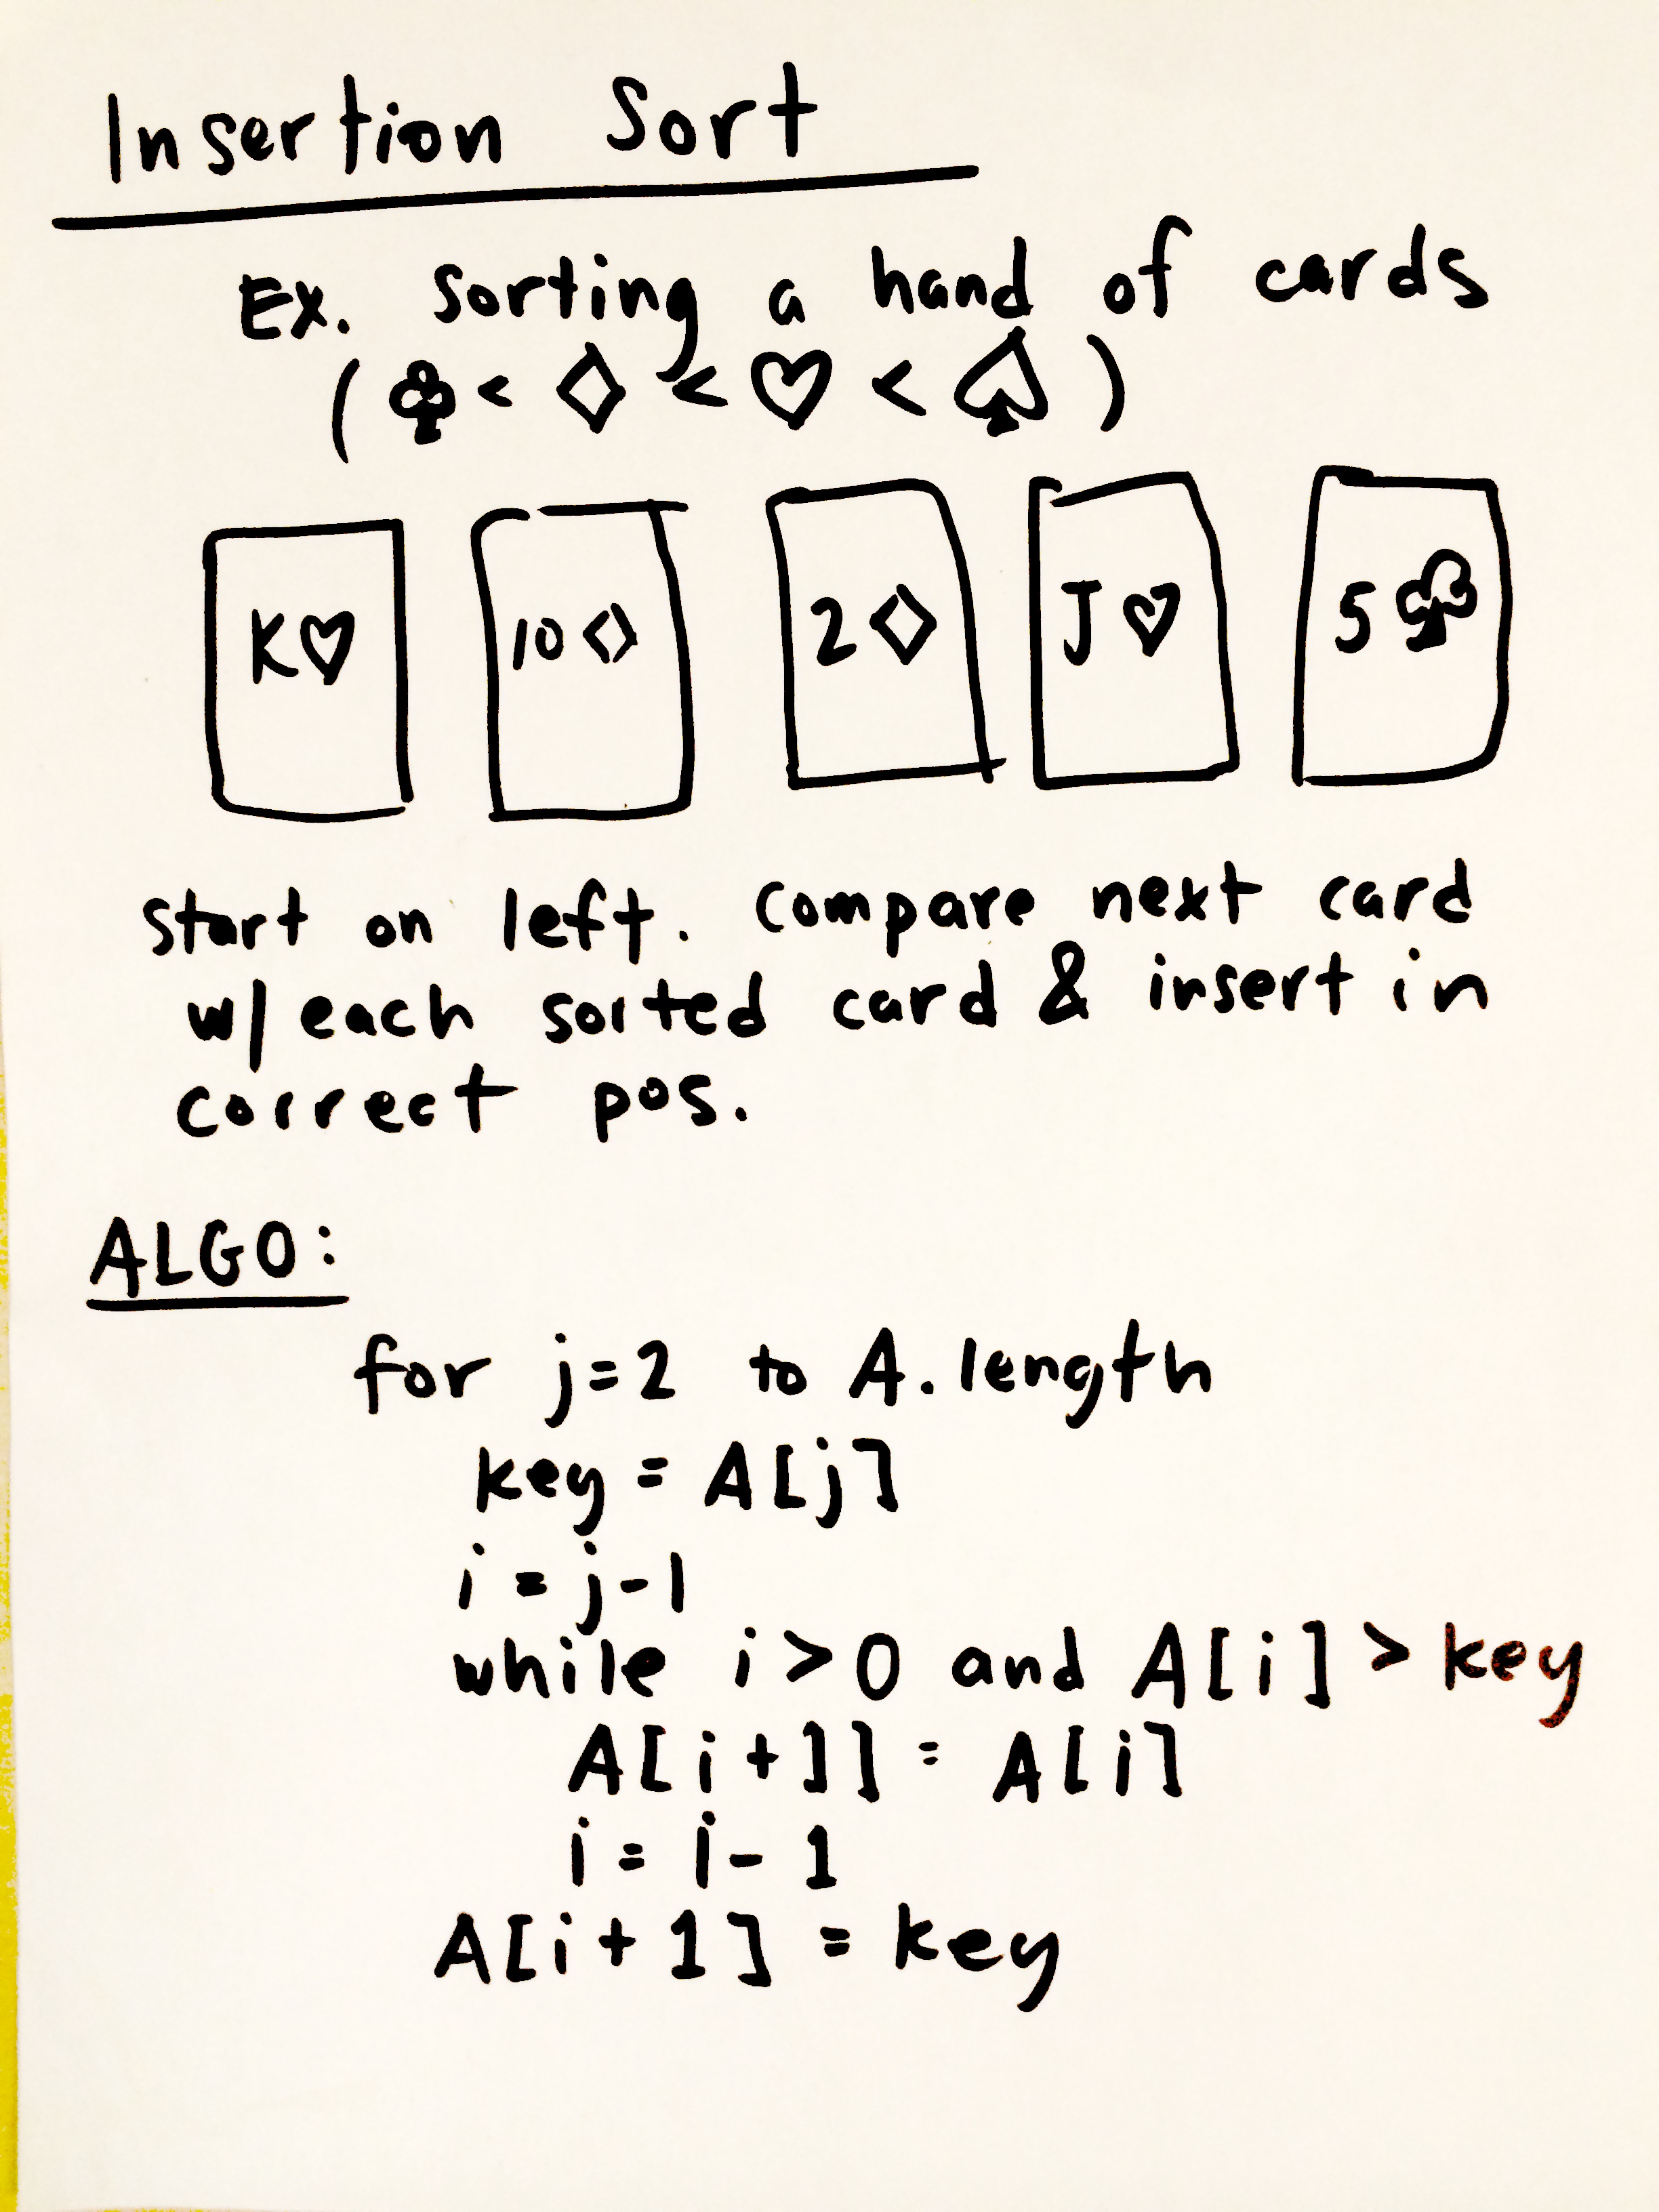 Insertion Sort
Ex. sorting a hand of cards
(♣ < ◇ < ♡ < ♠)
K♡ 10◇ 2◇ J♡ 5♣
start on left. Compare next card
w/ each sorted card & insert in
correct pos.
ALGO:
for j=2 to A.length
key = A[j]
i = j-1
while i>0 and A[i] > key
A[i+1] = A[i]
i = i-1
A[i+1] = key